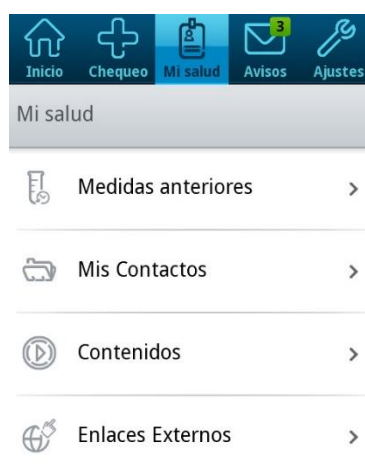 3
Inicio Chequeo Mi salud Avisos Ajustes
Mi salud
Medidas anteriores
Mis Contactos
Contenidos
Enlaces Externos